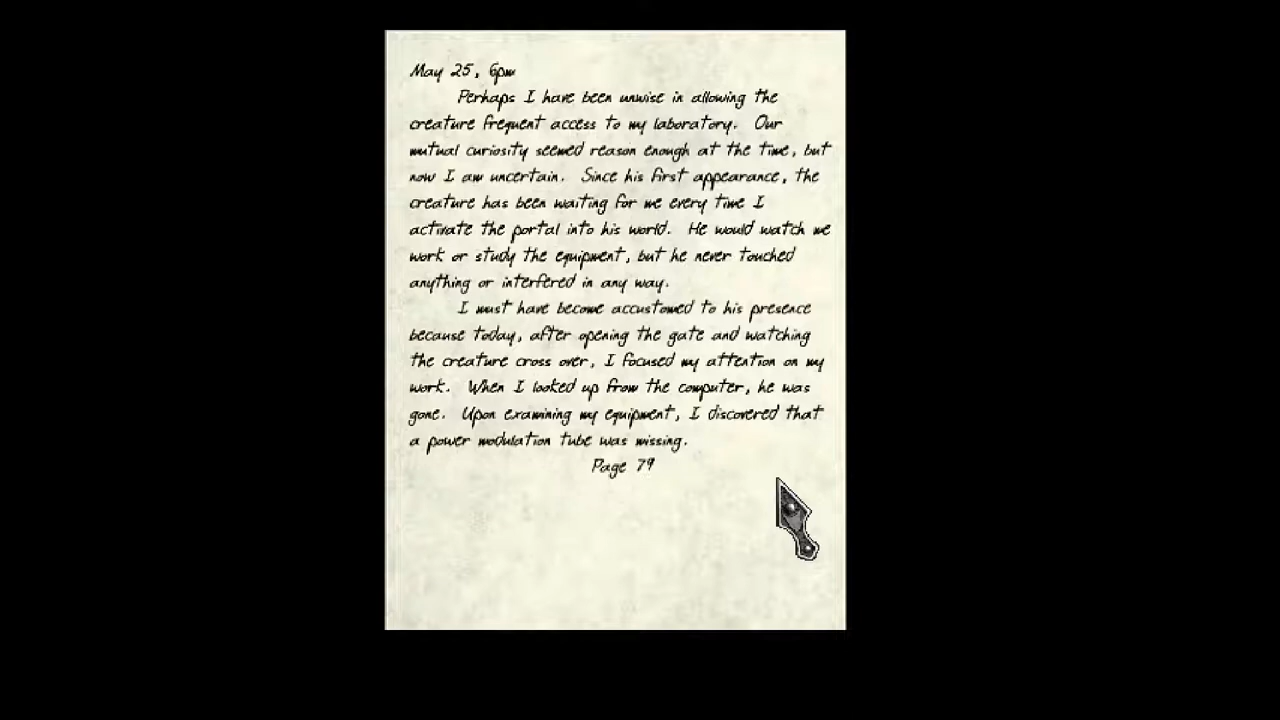 May 25, 6pm
Perhaps I have been unwise in allowing the
creature frequent access to my laboratory. Our
mutual curiosity seemed reason enough at the time, but
now I am uncertain. Since his first appearance, the
creature has been waiting for me every time I
activate the portal into his world. He would watch me
work or study the equipment, but he never touched
anything or interfered in any way.
I must have become accustomed to his presence
because today, after opening the gate and watching
the creature cross over, I focused my attention on my
work. When I looked up from the computer, he was
gone. Upon examining my equipment, I discovered that
a power modulation tube was missing.
Page 79